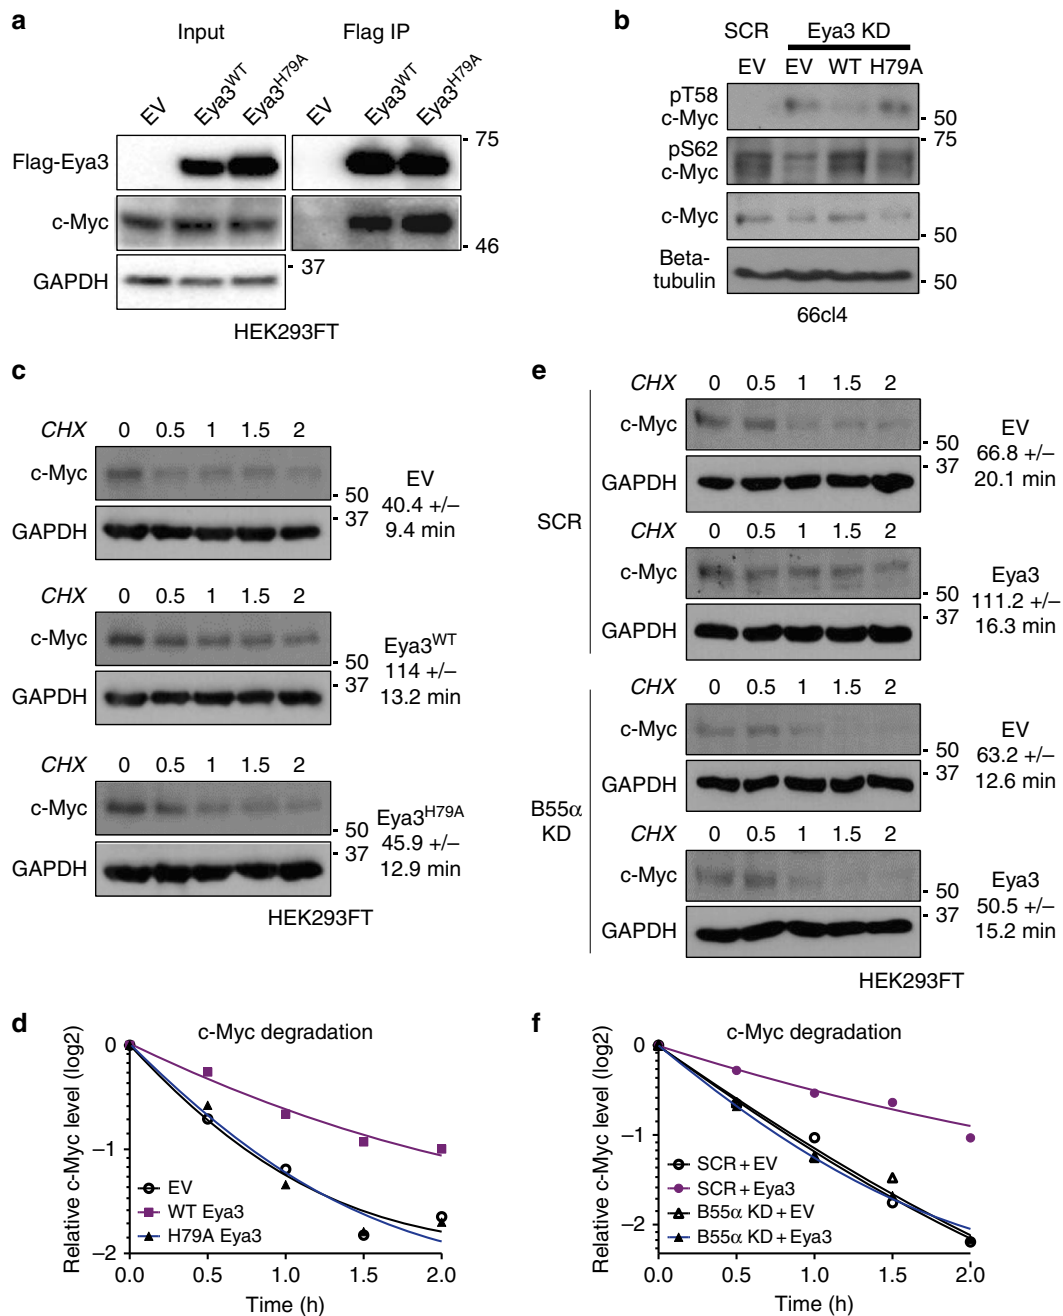 a
Input
Flag IP
EV
Eya3WT
Eya3H79A
EV
Eya3WT
Eya3H79A
75
Flag-Eya3
c-Myc
46
37
GAPDH
HEK293FT
b
SCR
Eya3 KD
EV
EV
WT
H79A
pT58
c-Myc
50
75
pS62
c-Myc
c-Myc
50
Beta-
tubulin
50
66cl4
c
CHX 0 0.5 1 1.5 2
c-Myc
50
37
GAPDH
EV
40.4 +/–
9.4 min
CHX 0 0.5 1 1.5 2
c-Myc
50
37
GAPDH
Eya3WT
114 +/–
13.2 min
CHX 0 0.5 1 1.5 2
c-Myc
50
37
GAPDH
Eya3H79A
45.9 +/–
12.9 min
HEK293FT
e
SCR
CHX 0 0.5 1 1.5 2
c-Myc
50
37
GAPDH
EV
66.8 +/–
20.1 min
CHX 0 0.5 1 1.5 2
c-Myc
50
37
GAPDH
Eya3
111.2 +/–
16.3 min
B55α
KD
CHX 0 0.5 1 1.5 2
c-Myc
50
37
GAPDH
EV
63.2 +/–
12.6 min
CHX 0 0.5 1 1.5 2
c-Myc
50
37
GAPDH
Eya3
50.5 +/–
15.2 min
HEK293FT
d
c-Myc degradation
Relative c-Myc level (log2)
0
–1
–2
EV
WT Eya3
H79A Eya3
0.0 0.5 1.0 1.5 2.0
Time (h)
f
c-Myc degradation
Relative c-Myc level (log2)
0
–1
–2
SCR + EV
SCR + Eya3
B55α KD + EV
B55α KD + Eya3
0.0 0.5 1.0 1.5 2.0
Time (h)